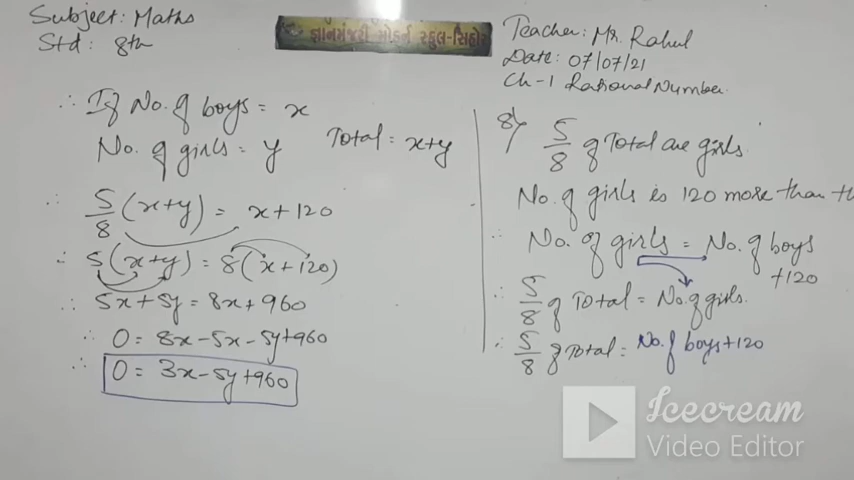 Subject: Maths
Std: 8th
જ્ઞાનમંજરી મોડર્ન સ્કુલ-સિહોર
Teacher: Mr. Rahul
Date: 07/07/21
Ch-1 Rational Number
∴ If No. of boys = x
No. of girls = y Total = x+y
∴ 5/8 (x+y) = x+120
∴ 5(x+y) = 8(x+120)
∴ 5x+5y = 8x+960
∴ 0 = 8x-5x-5y+960
∴ 0 = 3x-5y+960
8) 5/8 of Total are girls.
No. of girls is 120 more than th
∴ No. of girls = No. of boys
+120
∴ 5/8 of Total = No. of girls.
∴ 5/8 of Total = No. of boys+120
Icecream
Video Editor